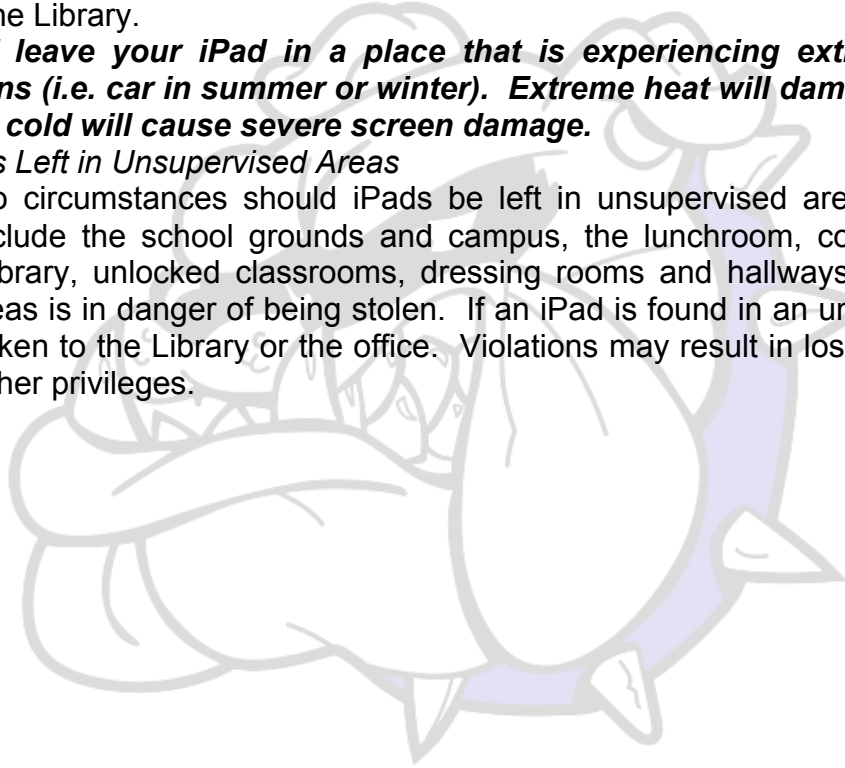 he Library.
leave your iPad in a place that is experiencing ext
ns (i.e. car in summer or winter). Extreme heat will dam
cold will cause severe screen damage.
s Left in Unsupervised Areas
o circumstances should iPads be left in unsupervised are
clude the school grounds and campus, the lunchroom, co
brary, unlocked classrooms, dressing rooms and hallways
eas is in danger of being stolen. If an iPad is found in an un
ken to the Library or the office. Violations may result in los
her privileges.